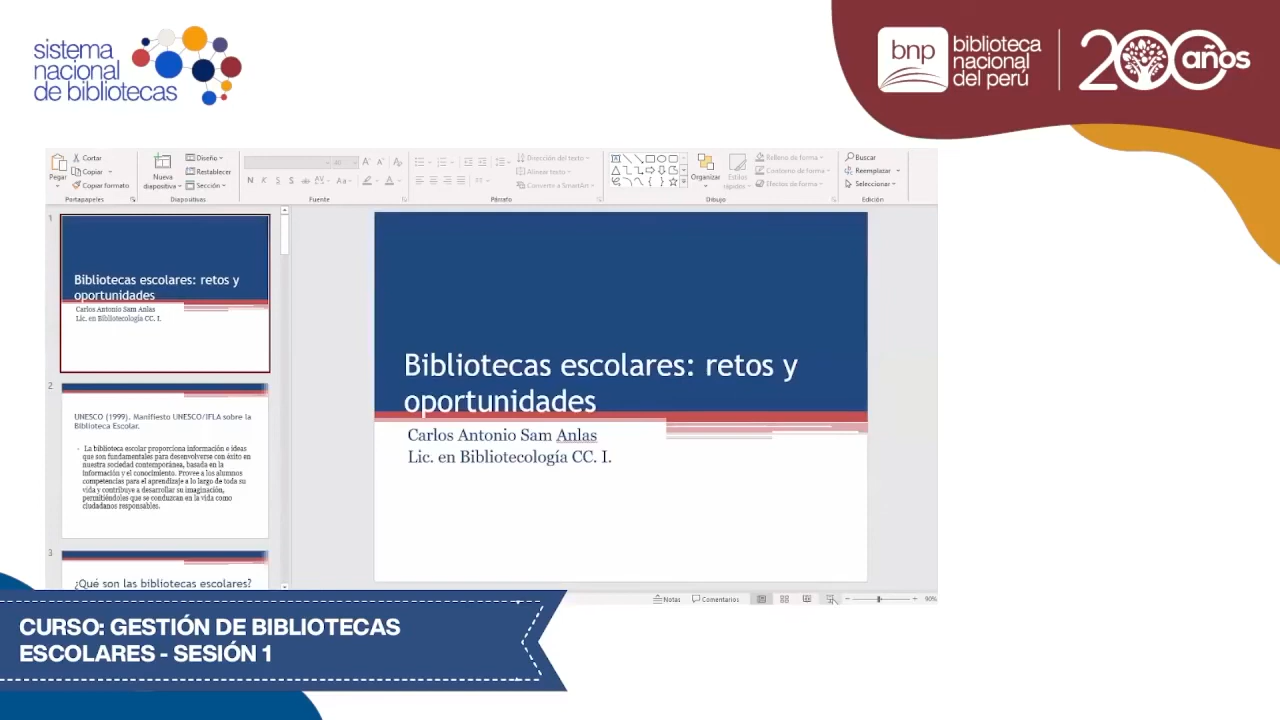 sistema
nacional
de bibliotecas
bnp
biblioteca
nacional
del perú
200 años
Pegar
Cortar
Copiar
Copiar formato
Portapapeles
Nueva
diapositiva
Diseño
Restablecer
Sección
Diapositivas
N K S S
Aa
Fuente
Dirección del texto
Alinear texto
Convertir a SmartArt
Párrafo
Organizar
Estilos
rápidos
Relleno de forma
Contorno de forma
Efectos de forma
Dibujo
Buscar
Reemplazar
Seleccionar
Edición
1
Bibliotecas escolares: retos y
oportunidades
Carlos Antonio Sam Anlas
Lic. en Bibliotecología CC. I.
2
UNESCO (1999). Manifiesto UNESCO/IFLA sobre la
Biblioteca Escolar.
La biblioteca escolar proporciona información e ideas
que son fundamentales para desenvolverse con éxito en
nuestra sociedad contemporánea, basada en la
información y el conocimiento. Provee a los alumnos
competencias para el aprendizaje a lo largo de toda su
vida y contribuye a desarrollar su imaginación,
permitiéndoles que se conduzcan en la vida como
ciudadanos responsables.
3
¿Qué son las bibliotecas escolares?
Bibliotecas escolares: retos y
oportunidades
Carlos Antonio Sam Anlas
Lic. en Bibliotecología CC. I.
Notas
Comentarios
90%
CURSO: GESTIÓN DE BIBLIOTECAS
ESCOLARES - SESIÓN 1